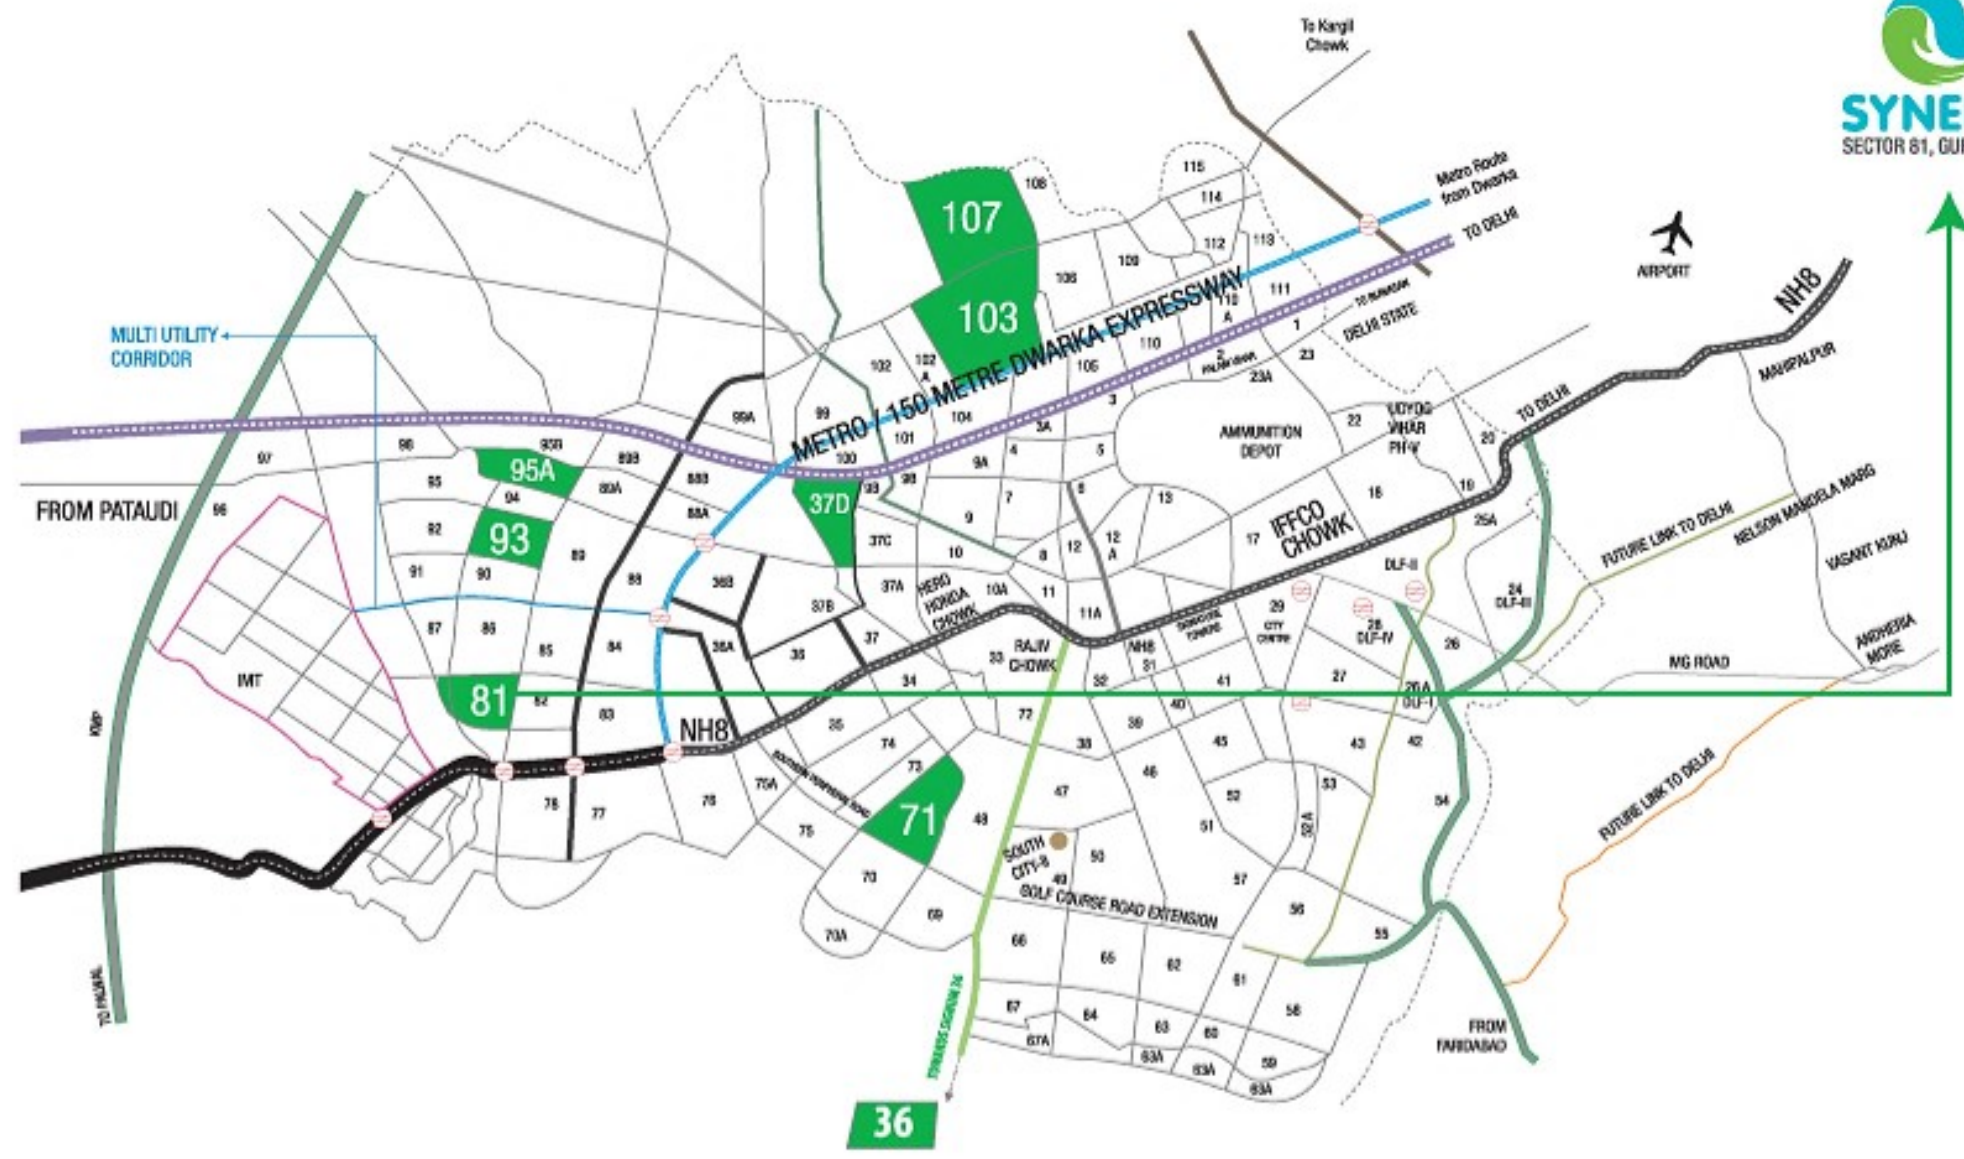 To Kargil
Chowk
SYNE
SECTOR 81, GU
Metro Route
from Dwarka
TO DELHI
AIRPORT
NH8
MULTI UTILITY
CORRIDOR
METRO / 150 METRE DWARKA EXPRESSWAY
DELHI STATE
115
114
113
112
111
110
A
110
109
108
107
106
105
104
103
102
102
A
101
100
99
99A
98
97
96
95
95B
95A
94
93
92
91
90
89
89A
89B
88
88A
88B
87
86
85
84
83
82
81
FROM PATAUDI
IMT
KMP
TO PALWAL
37D
37C
37A
37B
37
36
36A
36B
9B
9B
9A
9
10
10A
11
11A
12
12
A
13
8
7
6
5
4
3A
3
2
1
23
23A
22
UDYOG
VIHAR
PH-V
AMMUNITION
DEPOT
20
19
18
17
IFFCO
CHOWK
TO DELHI
MAHIPALPUR
NELSON MANDELA MARG
FUTURE LINK TO DELHI
VASANT KUNJ
ANDHERIA
MORE
MG ROAD
25A
24
DLF-III
DLF-II
26
28
DLF-IV
29
CITY
CENTRE
27
26A
DLF-I
HERO
HONDA
CHOWK
RAJIV
CHOWK
NH8
31
32
33
34
35
38
39
40
41
42
43
45
46
47
48
49
50
51
52
52A
53
54
55
56
57
58
59
60
61
62
63
63A
63A
63A
64
65
66
67
67A
69
70
70A
71
72
73
74
75
75A
76
77
78
NH8
SOUTHERN PERIPHERAL ROAD
SOUTH
CITY-II
GOLF COURSE ROAD EXTENSION
FUTURE LINK TO DELHI
FROM
FARIDABAD
36